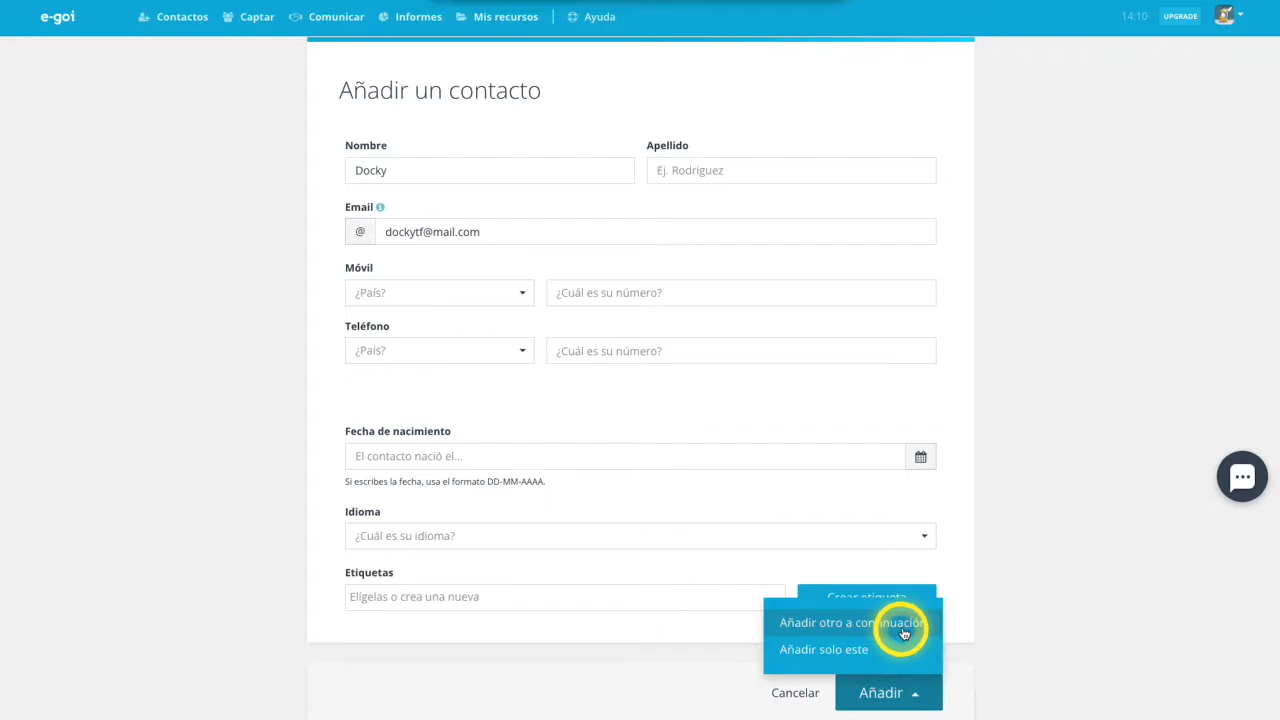 e-goi
Contactos
Captar
Comunicar
Informes
Mis recursos
Ayuda
14:10
UPGRADE
Añadir un contacto
Nombre
Apellido
Docky
Ej. Rodriguez
Email
@
dockytf@mail.com
Móvil
¿País?
¿Cuál es su número?
Teléfono
¿País?
¿Cuál es su número?
Fecha de nacimiento
El contacto nació el...
Si escribes la fecha, usa el formato DD-MM-AAAA.
Idioma
¿Cuál es su idioma?
Etiquetas
Elígelas o crea una nueva
Crear etiqueta
Añadir otro a continuación
Añadir solo este
Cancelar
Añadir